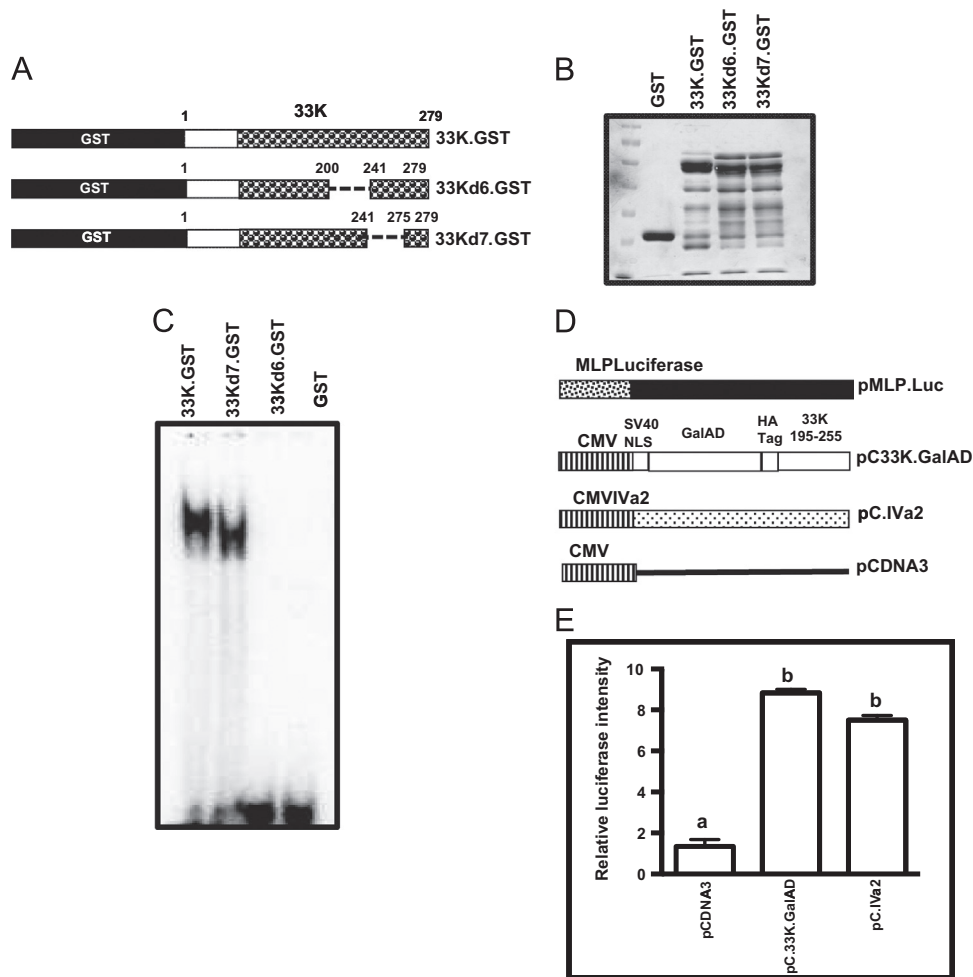 A
1 33K 279
GST 33K.GST
1 200 241 279
GST 33Kd6.GST
1 241 275 279
GST 33Kd7.GST
B
GST
33K.GST
33Kd6..GST
33Kd7.GST
C
33K.GST
33Kd7.GST
33Kd6.GST
GST
D
MLPLuciferase
pMLP.Luc
CMV SV40 NLS GalAD HA Tag 33K 195-255
pC33K.GalAD
CMVIVa2
pC.IVa2
CMV
pCDNA3
E
Relative luciferase intensity
10
8
6
4
2
0
a
b
b
pCDNA3
pC.33K.GalAD
pC.IVa2